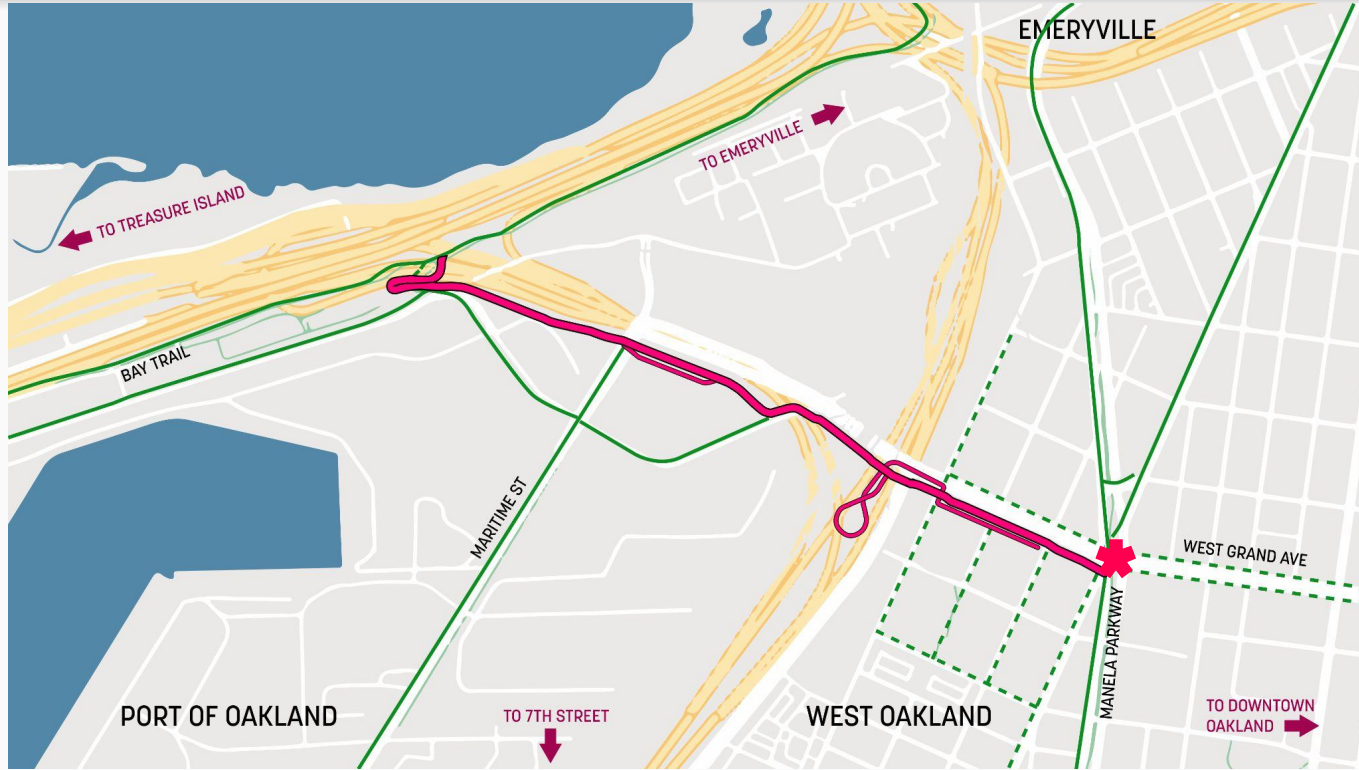 EMERYVILLE
TO EMERYVILLE
TO TREASURE ISLAND
BAY TRAIL
MARITIME ST
WEST GRAND AVE
MANELA PARKWAY
PORT OF OAKLAND
TO 7TH STREET
WEST OAKLAND
TO DOWNTOWN
OAKLAND